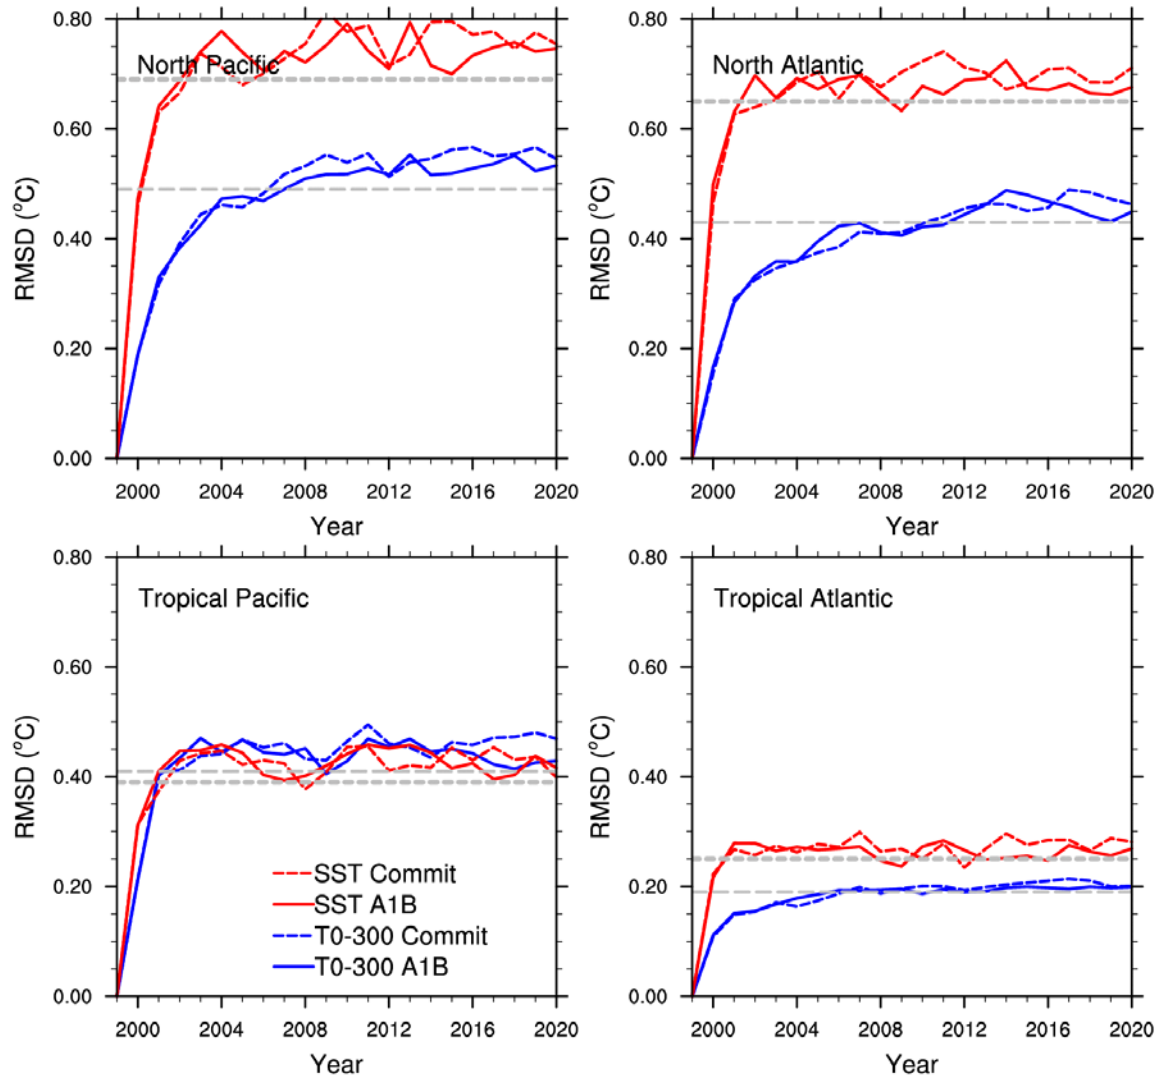 North Pacific
RMSD (°C)
0.80
0.60
0.40
0.20
0.00
2000 2004 2008 2012 2016 2020
Year
North Atlantic
RMSD (°C)
0.80
0.60
0.40
0.20
0.00
2000 2004 2008 2012 2016 2020
Year
Tropical Pacific
RMSD (°C)
0.80
0.60
0.40
0.20
0.00
SST Commit
SST A1B
T0-300 Commit
T0-300 A1B
2000 2004 2008 2012 2016 2020
Year
Tropical Atlantic
RMSD (°C)
0.80
0.60
0.40
0.20
0.00
2000 2004 2008 2012 2016 2020
Year